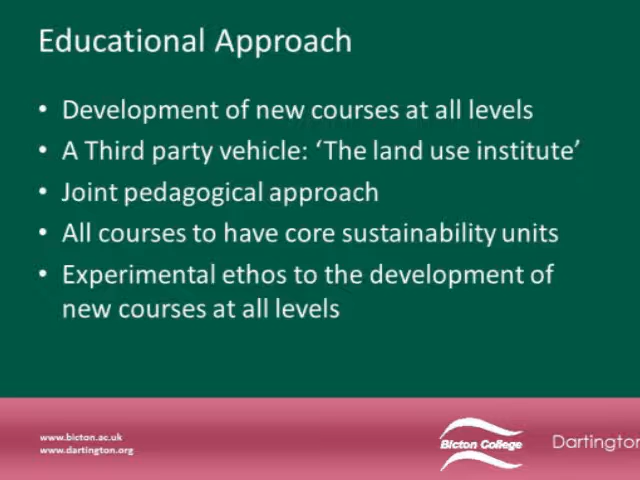 Educational Approach
• Development of new courses at all levels
• A Third party vehicle: ‘The land use institute’
• Joint pedagogical approach
• All courses to have core sustainability units
• Experimental ethos to the development of
new courses at all levels
www.bicton.ac.uk
www.dartington.org
Bicton College
Dartington